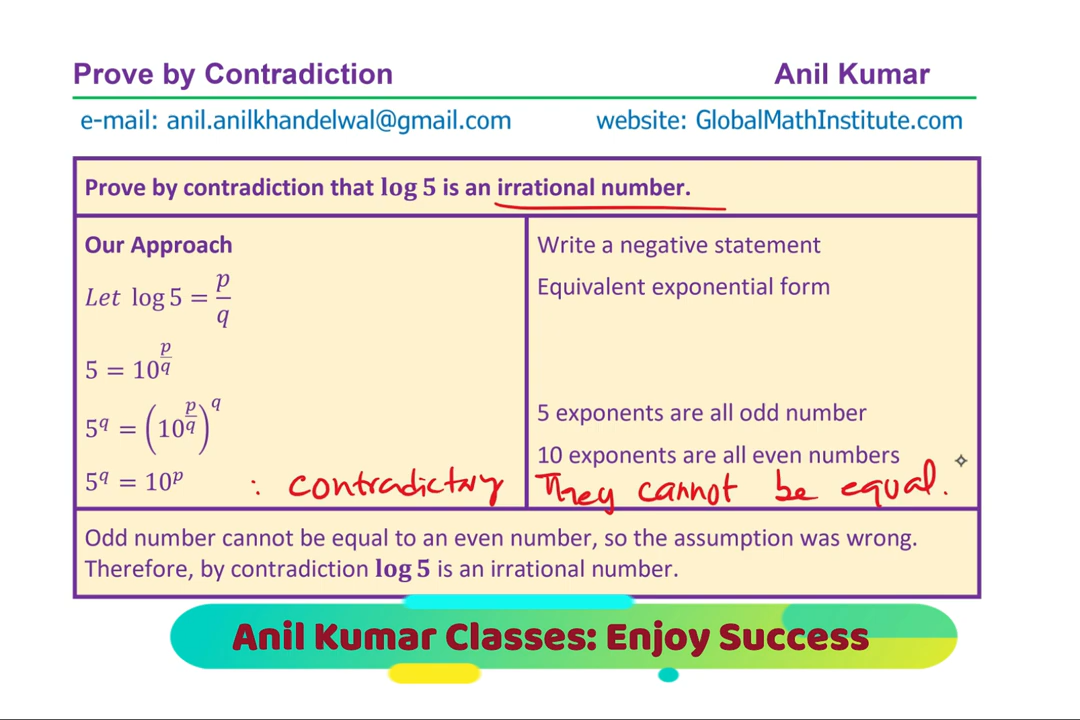 Prove by Contradiction Anil Kumar
e-mail: anil.anilkhandelwal@gmail.com website: GlobalMathInstitute.com
Prove by contradiction that log 5 is an irrational number.
Our Approach
Let log 5 = p/q
5 = 10^(p/q)
5^q = (10^(p/q))^q
5^q = 10^p ∴ contradictory
Write a negative statement
Equivalent exponential form
5 exponents are all odd number
10 exponents are all even numbers
They cannot be equal.
Odd number cannot be equal to an even number, so the assumption was wrong.
Therefore, by contradiction log 5 is an irrational number.
Anil Kumar Classes: Enjoy Success